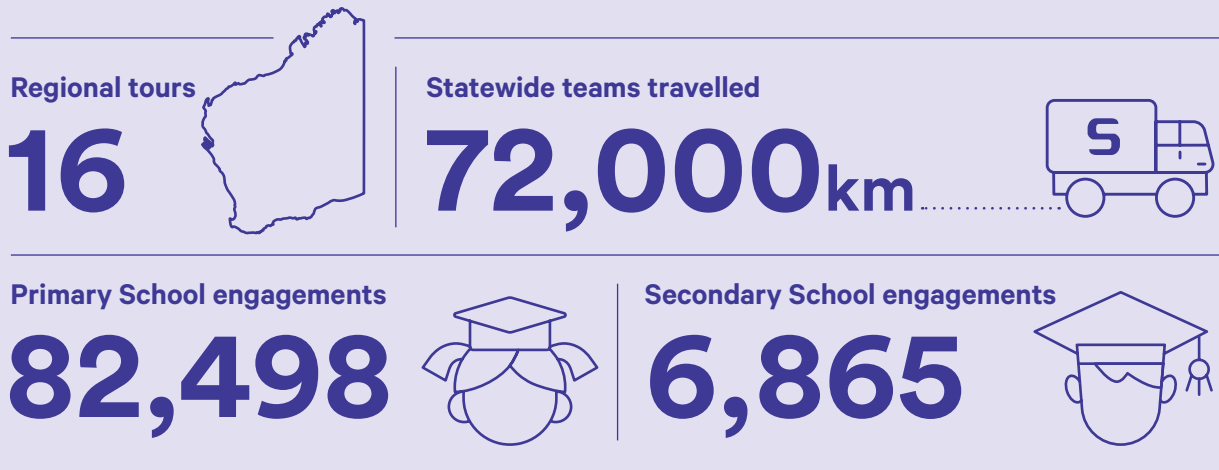 Regional tours
16
Statewide teams travelled
72,000km
S
Primary School engagements
82,498
Secondary School engagements
6,865